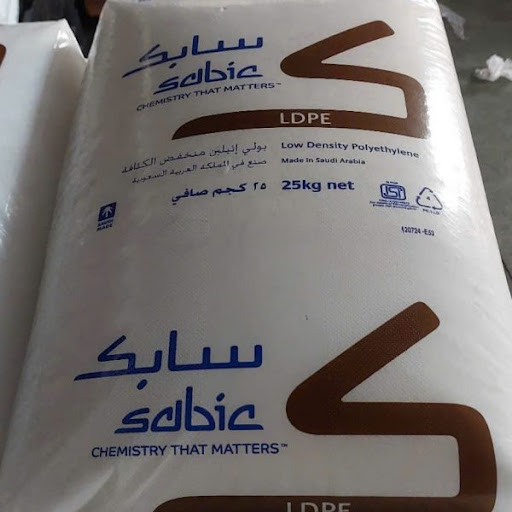 سابك
sabic
CHEMISTRY THAT MATTERS™
LDPE
بولي إثيلين منخفض الكثافة
Low Density Polyethylene
صنع في المملكة العربية السعودية
Made in Saudi Arabia
٢٥ كجم صافي
25kg net
سابك
sabic
CHEMISTRY THAT MATTERS™
LDPE